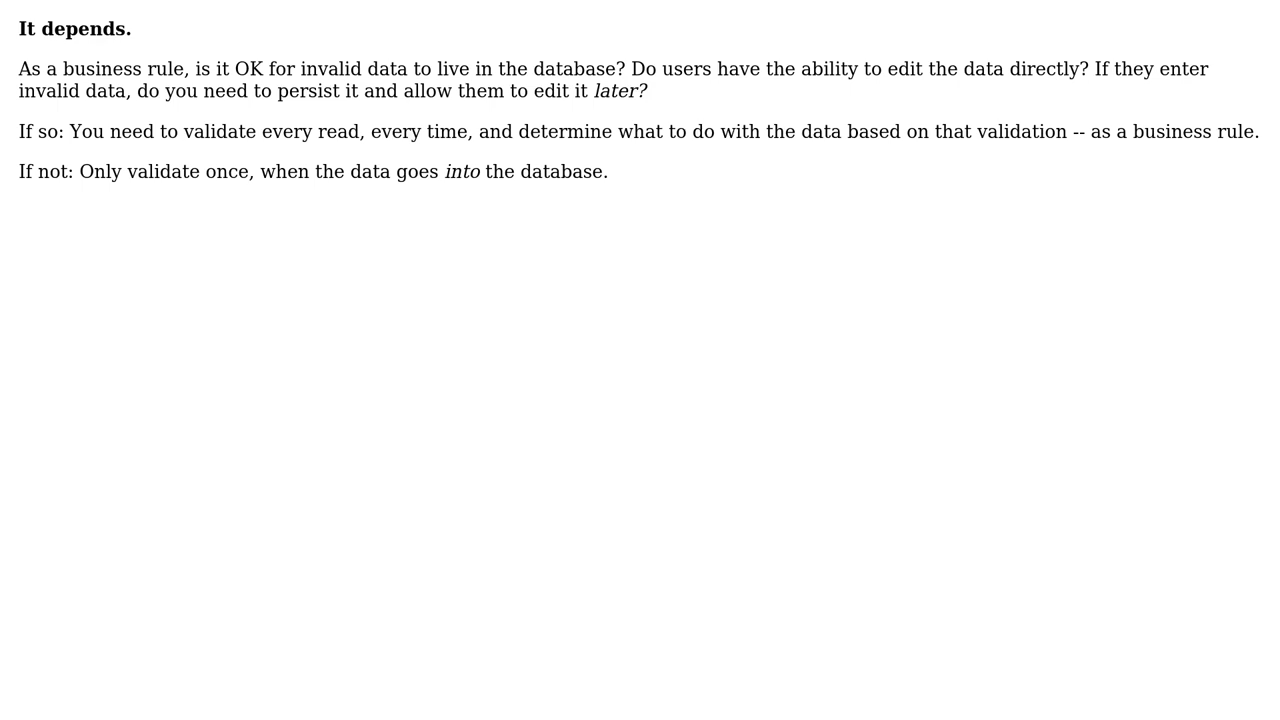 It depends.
As a business rule, is it OK for invalid data to live in the database? Do users have the ability to edit the data directly? If they enter
invalid data, do you need to persist it and allow them to edit it later?
If so: You need to validate every read, every time, and determine what to do with the data based on that validation -- as a business rule.
If not: Only validate once, when the data goes into the database.